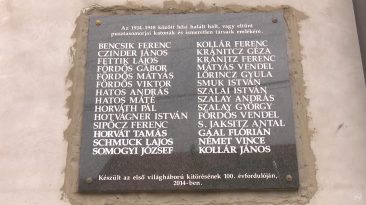 Az 1914-1918 között hősi halált halt, vagy eltűnt
pusztasomorjai katonák és ismeretlen társaik emlékére.
BENCSIK FERENC
CZINDER JÁNOS
FETTIK LAJOS
FÖRDŐS GÁBOR
FÖRDŐS MÁTYÁS
FÖRDŐS VIKTOR
HATOS ANDRÁS
HATOS MÁTÉ
HORVÁTH PÁL
HOTVÁGNER ISTVÁN
SIPŐCZ FERENC
HORVÁT TAMÁS
SCHMUCK LAJOS
SOMOGYI JÓZSEF
KOLLÁR FERENC
KRÁNITCZ GÉZA
KRÁNITZ FERENC
MÁTYÁS VENDEL
LŐRINCZ GYULA
SMUK ISTVÁN
SZALAI ISTVÁN
SZALAY ANDRÁS
SZALAY GYÖRGY
FÖRDŐS VENDEL
S. JAKSITZ ANTAL
GAÁL FLÓRIÁN
NÉMET VINCE
KOLLÁR JÁNOS
Készült az első világháború kitörésének 100. évfordulóján,
2014-ben.